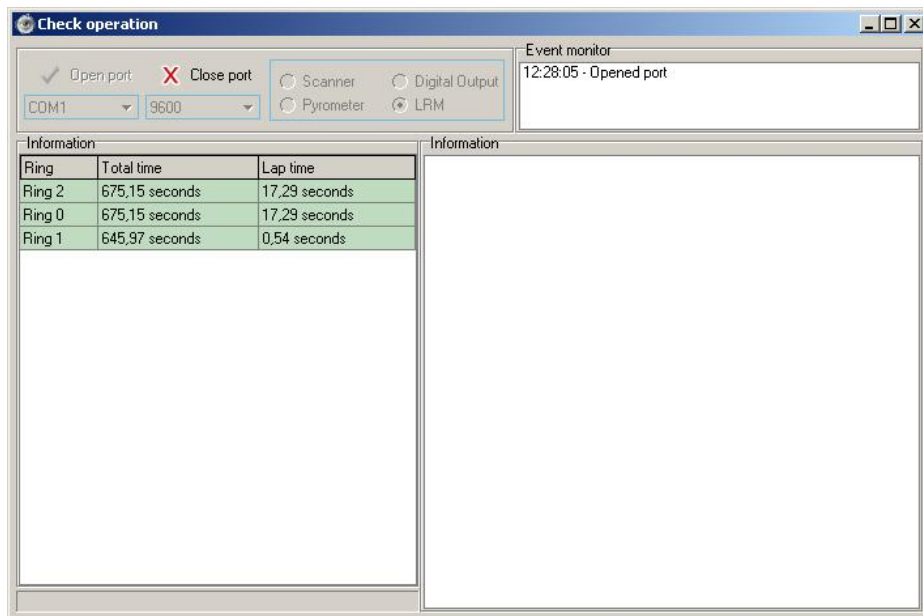 Check operation
Open port Close port
COM1 9600
Scanner Digital Output
Pyrometer LRM
Event monitor
12:28:05 - Opened port
Information
Ring Total time Lap time
Ring 2 675,15 seconds 17,29 seconds
Ring 0 675,15 seconds 17,29 seconds
Ring 1 645,97 seconds 0,54 seconds
Information